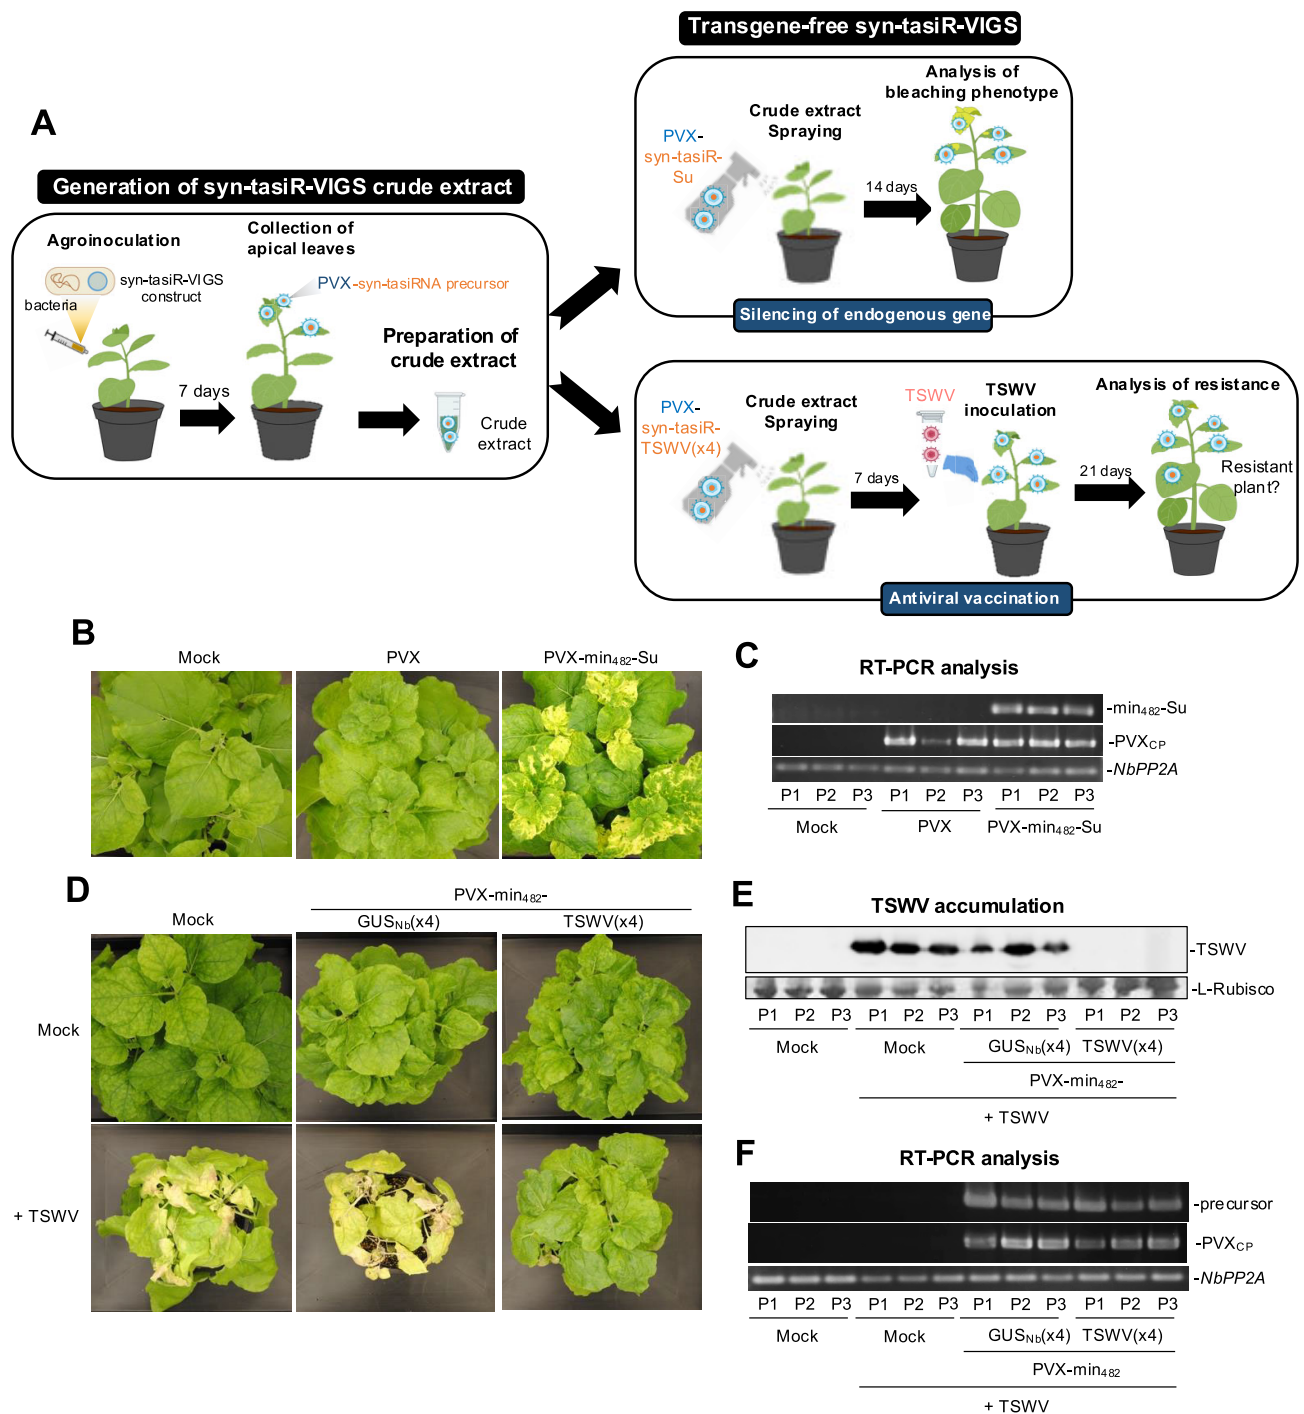 Transgene-free syn-tasiR-VIGS
A
Generation of syn-tasiR-VIGS crude extract
Agroinoculation
bacteria
syn-tasiR-VIGS
construct
7 days
Collection of
apical leaves
PVX-syn-tasiRNA precursor
Preparation of
crude extract
Crude
extract
PVX-
syn-tasiR-
Su
Crude extract
Spraying
14 days
Analysis of
bleaching phenotype
Silencing of endogenous gene
PVX-
syn-tasiR-
TSWV(x4)
Crude extract
Spraying
7 days
TSWV
TSWV
inoculation
21 days
Analysis of resistance
Resistant
plant?
Antiviral vaccination
B
Mock PVX PVX-min482-Su
C
RT-PCR analysis
-min482-Su
-PVXCP
-NbPP2A
P1 P2 P3 P1 P2 P3 P1 P2 P3
Mock PVX PVX-min482-Su
D
PVX-min482-
Mock GUSNb(x4) TSWV(x4)
Mock
+ TSWV
E
TSWV accumulation
-TSWV
-L-Rubisco
P1 P2 P3 P1 P2 P3 P1 P2 P3 P1 P2 P3
Mock Mock GUSNb(x4) TSWV(x4)
PVX-min482-
+ TSWV
F
RT-PCR analysis
-precursor
-PVXCP
-NbPP2A
P1 P2 P3 P1 P2 P3 P1 P2 P3 P1 P2 P3
Mock Mock GUSNb(x4) TSWV(x4)
PVX-min482
+ TSWV